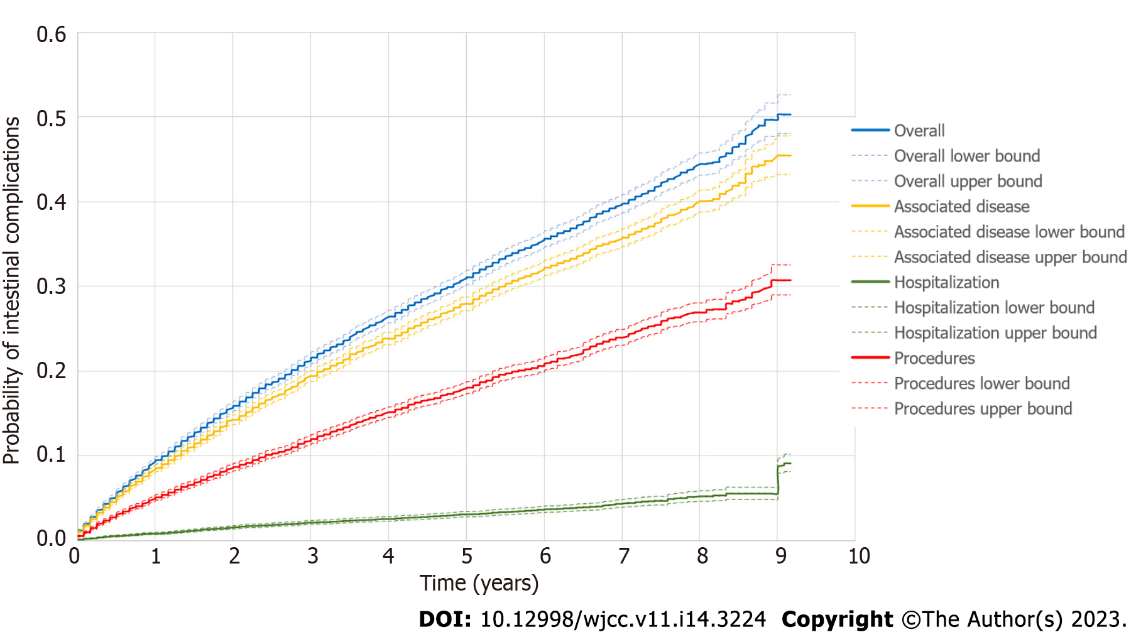 Probability of intestinal complications
0.6
0.5
0.4
0.3
0.2
0.1
0.0
0 1 2 3 4 5 6 7 8 9 10
Time (years)
Overall
Overall lower bound
Overall upper bound
Associated disease
Associated disease lower bound
Associated disease upper bound
Hospitalization
Hospitalization lower bound
Hospitalization upper bound
Procedures
Procedures lower bound
Procedures upper bound
DOI: 10.12998/wjcc.v11.i14.3224 Copyright ©The Author(s) 2023.